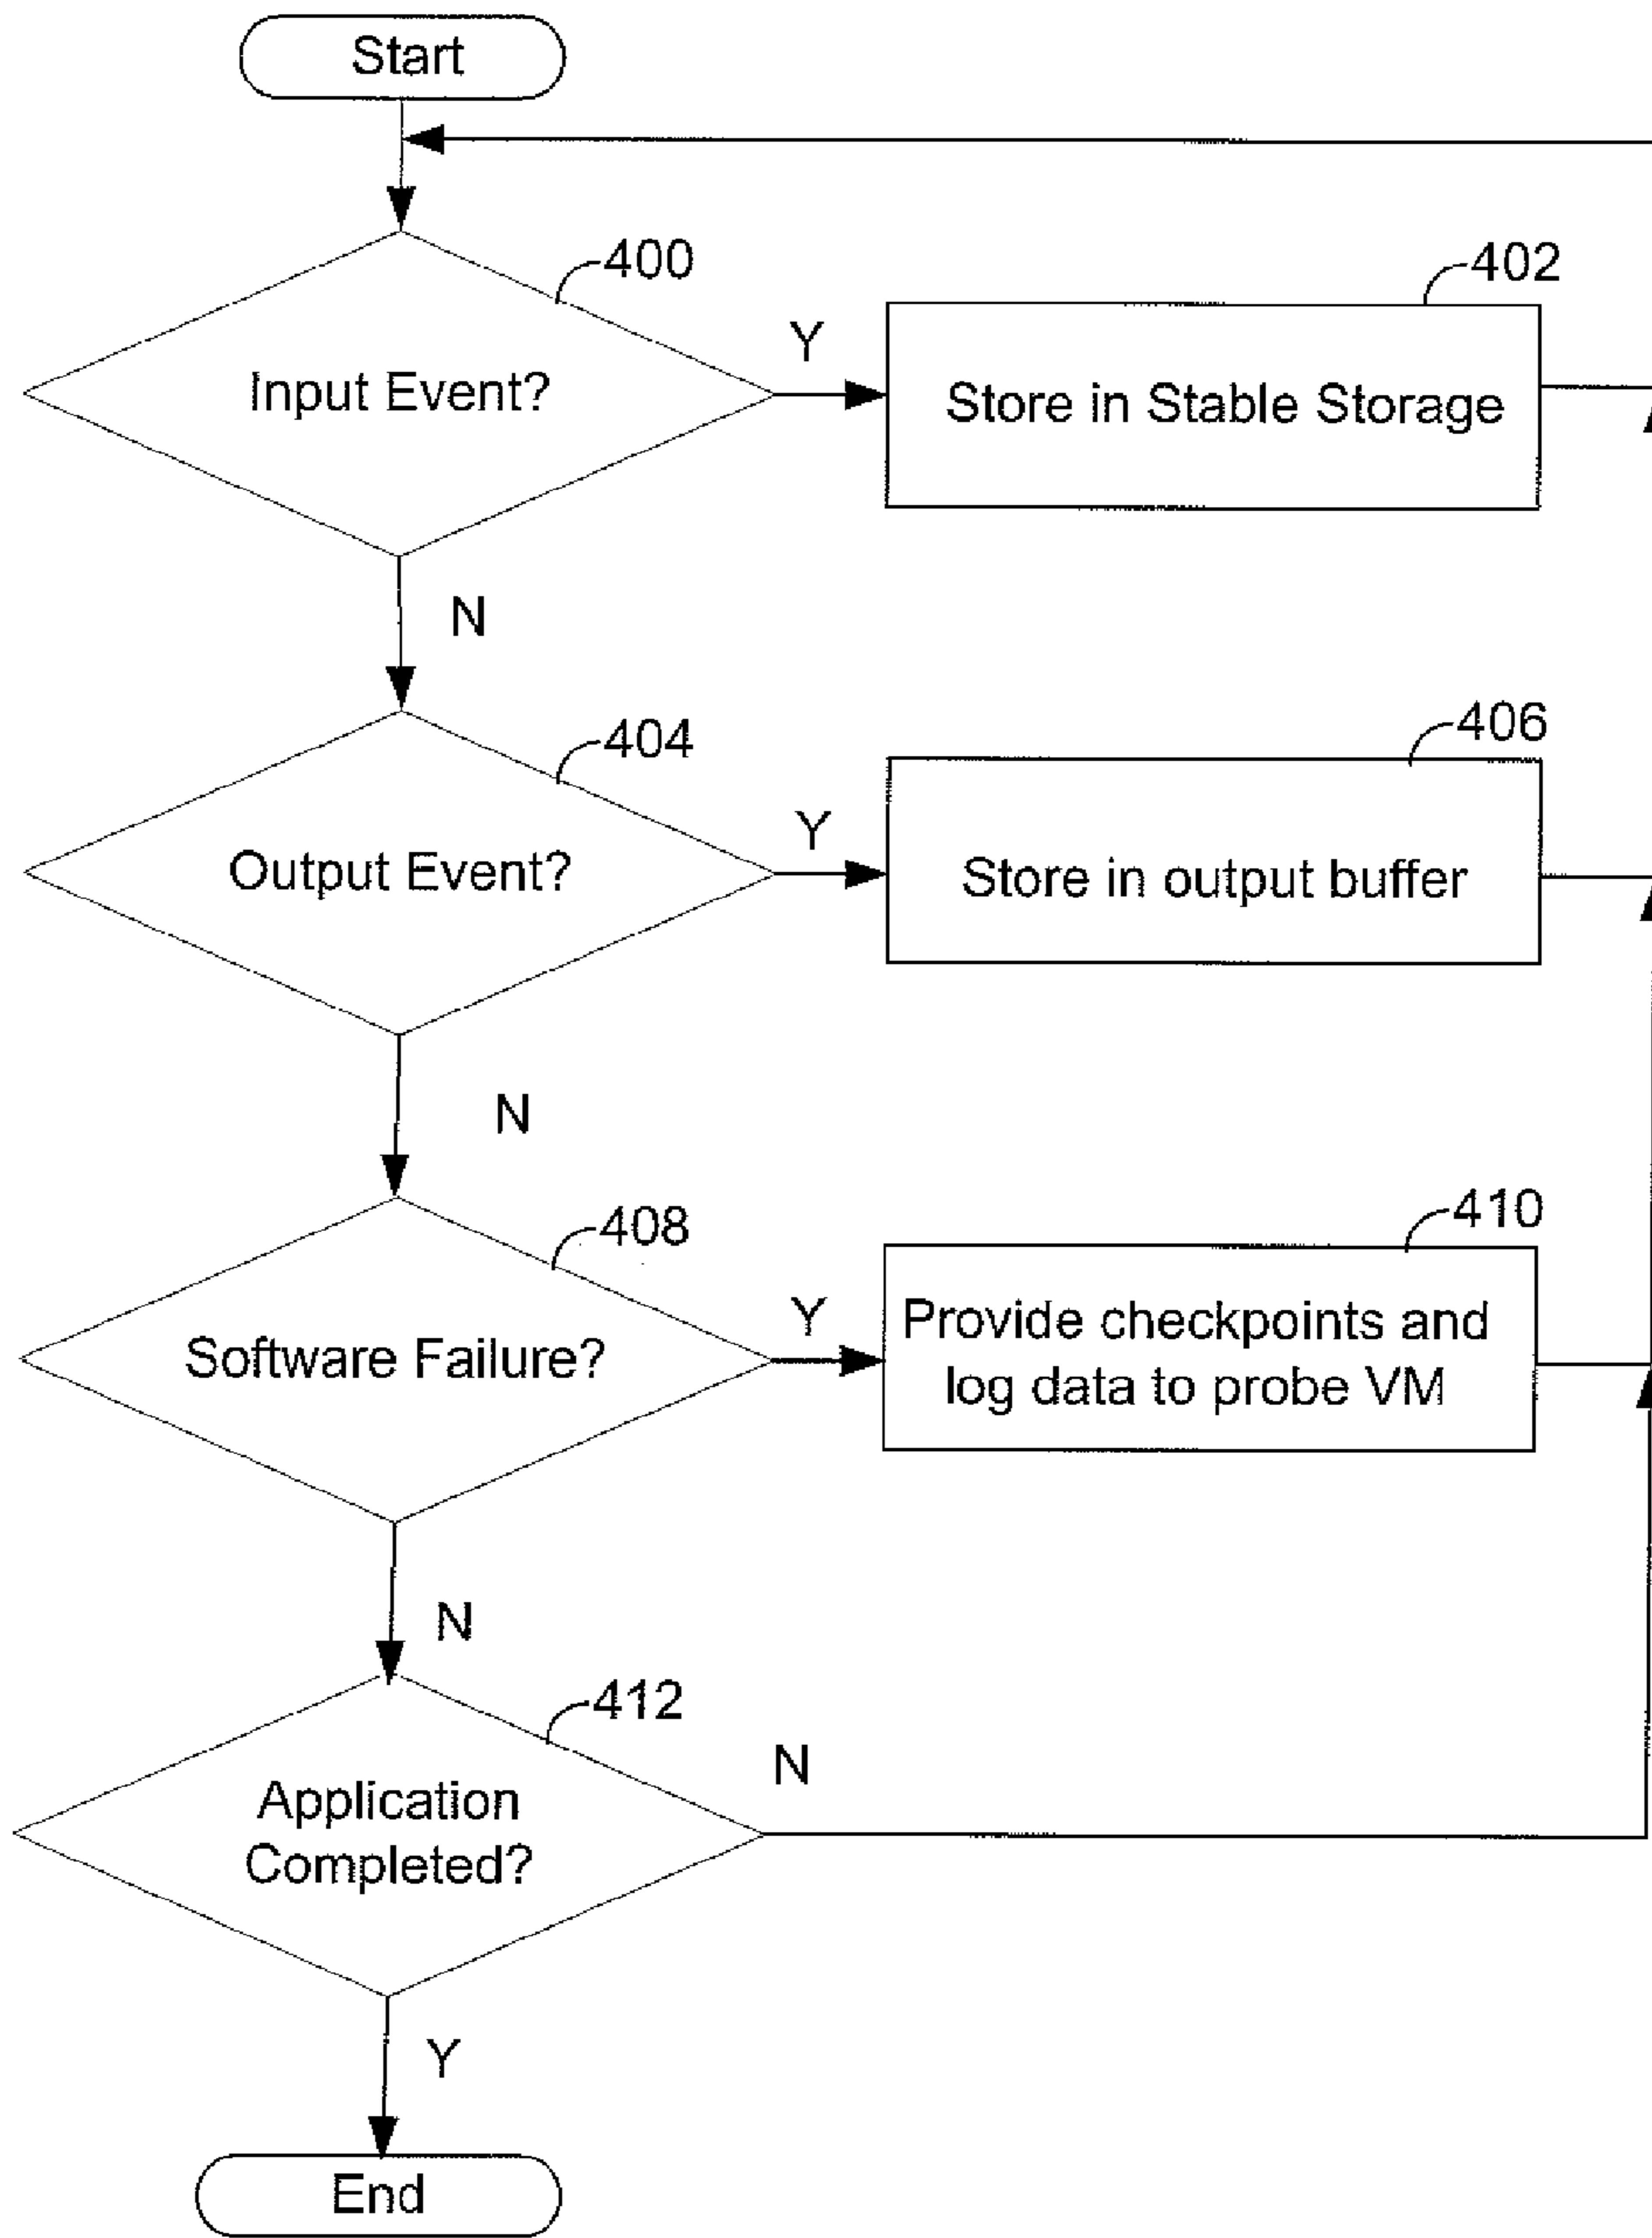 Start
400
Input Event?
Y
402
Store in Stable Storage
N
404
Output Event?
Y
406
Store in output buffer
N
408
Software Failure?
Y
410
Provide checkpoints and
log data to probe VM
N
412
Application
Completed?
N
Y
End